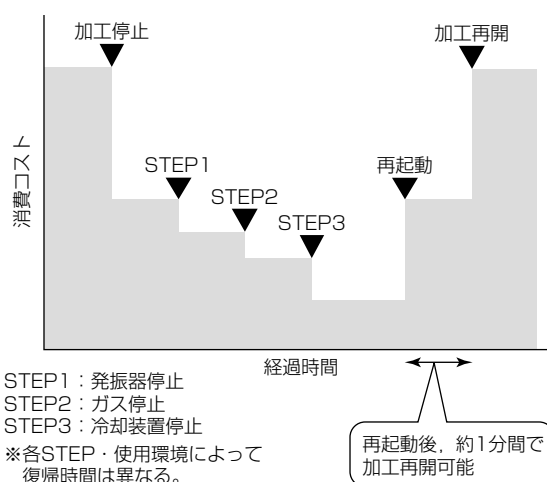 加工停止
加工再開
STEP1
再起動
STEP2
STEP3
消費コスト
経過時間
STEP1：発振器停止
STEP2：ガス停止
STEP3：冷却装置停止
※各STEP・使用環境によって
復帰時間は異なる。
再起動後，約1分間で
加工再開可能